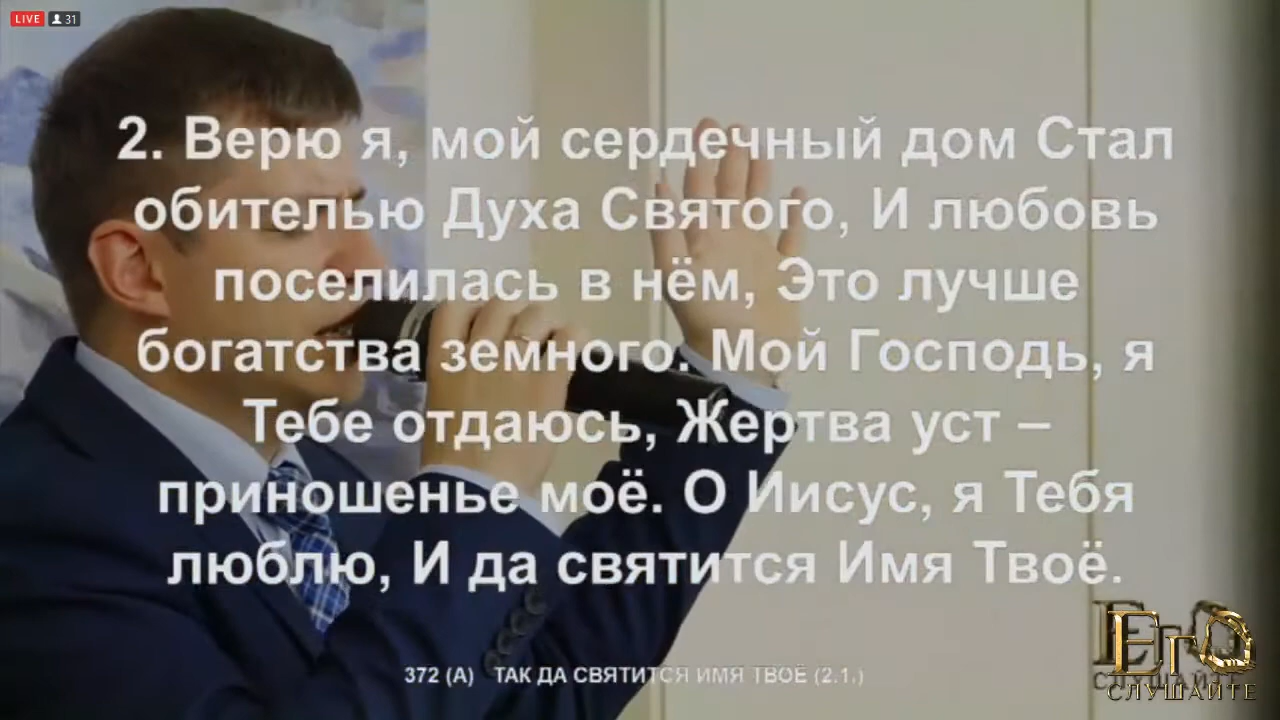 LIVE 31
2. Верю я, мой сердечный дом Стал
обителью Духа Святого, И любовь
поселилась в нём, Это лучше
богатства земного. Мой Господь, я
Тебе отдаюсь, Жертва уст –
приношенье моё. О Иисус, я Тебя
люблю, И да святится Имя Твоё.
372 (A) ТАК ДА СВЯТИТСЯ ИМЯ ТВОЁ (2.1.)
ЕГО
СЛУШАЙТЕ